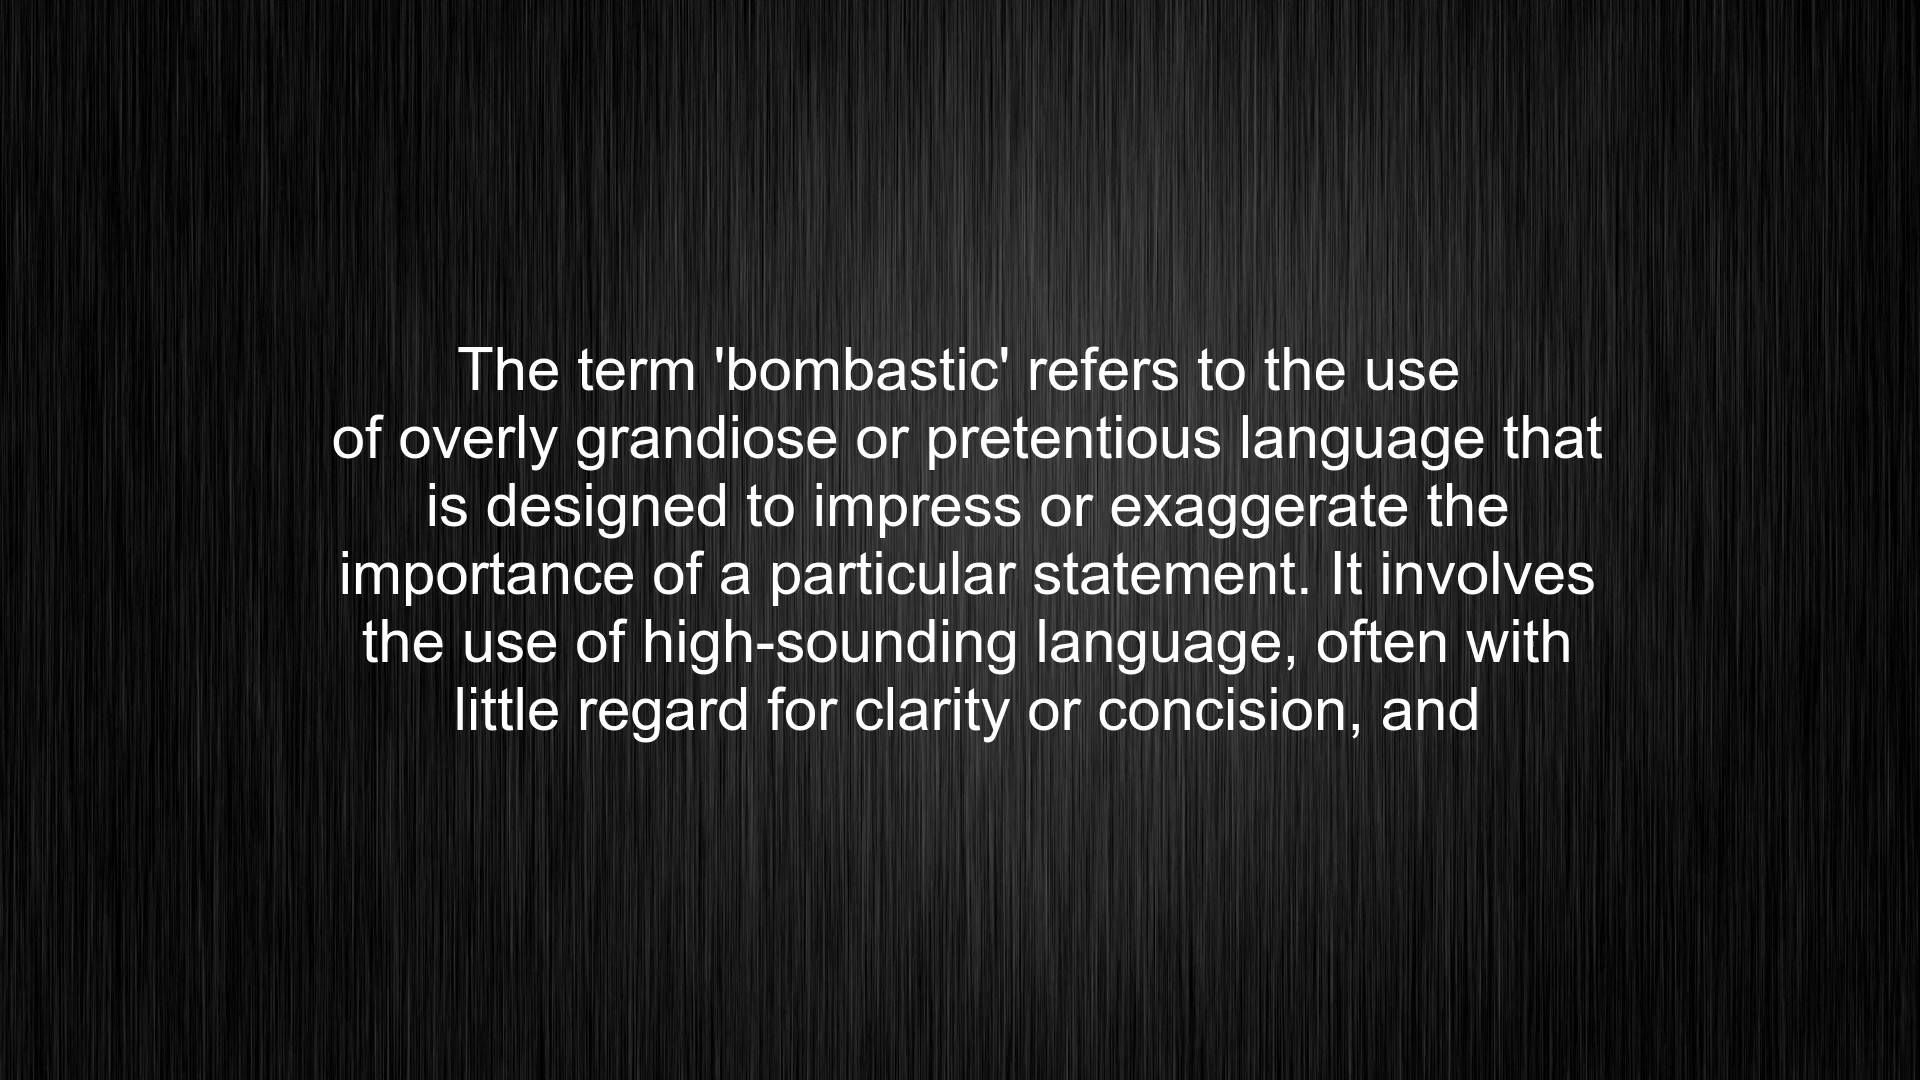 The term 'bombastic' refers to the use
of overly grandiose or pretentious language that
is designed to impress or exaggerate the
importance of a particular statement. It involves
the use of high-sounding language, often with
little regard for clarity or concision, and